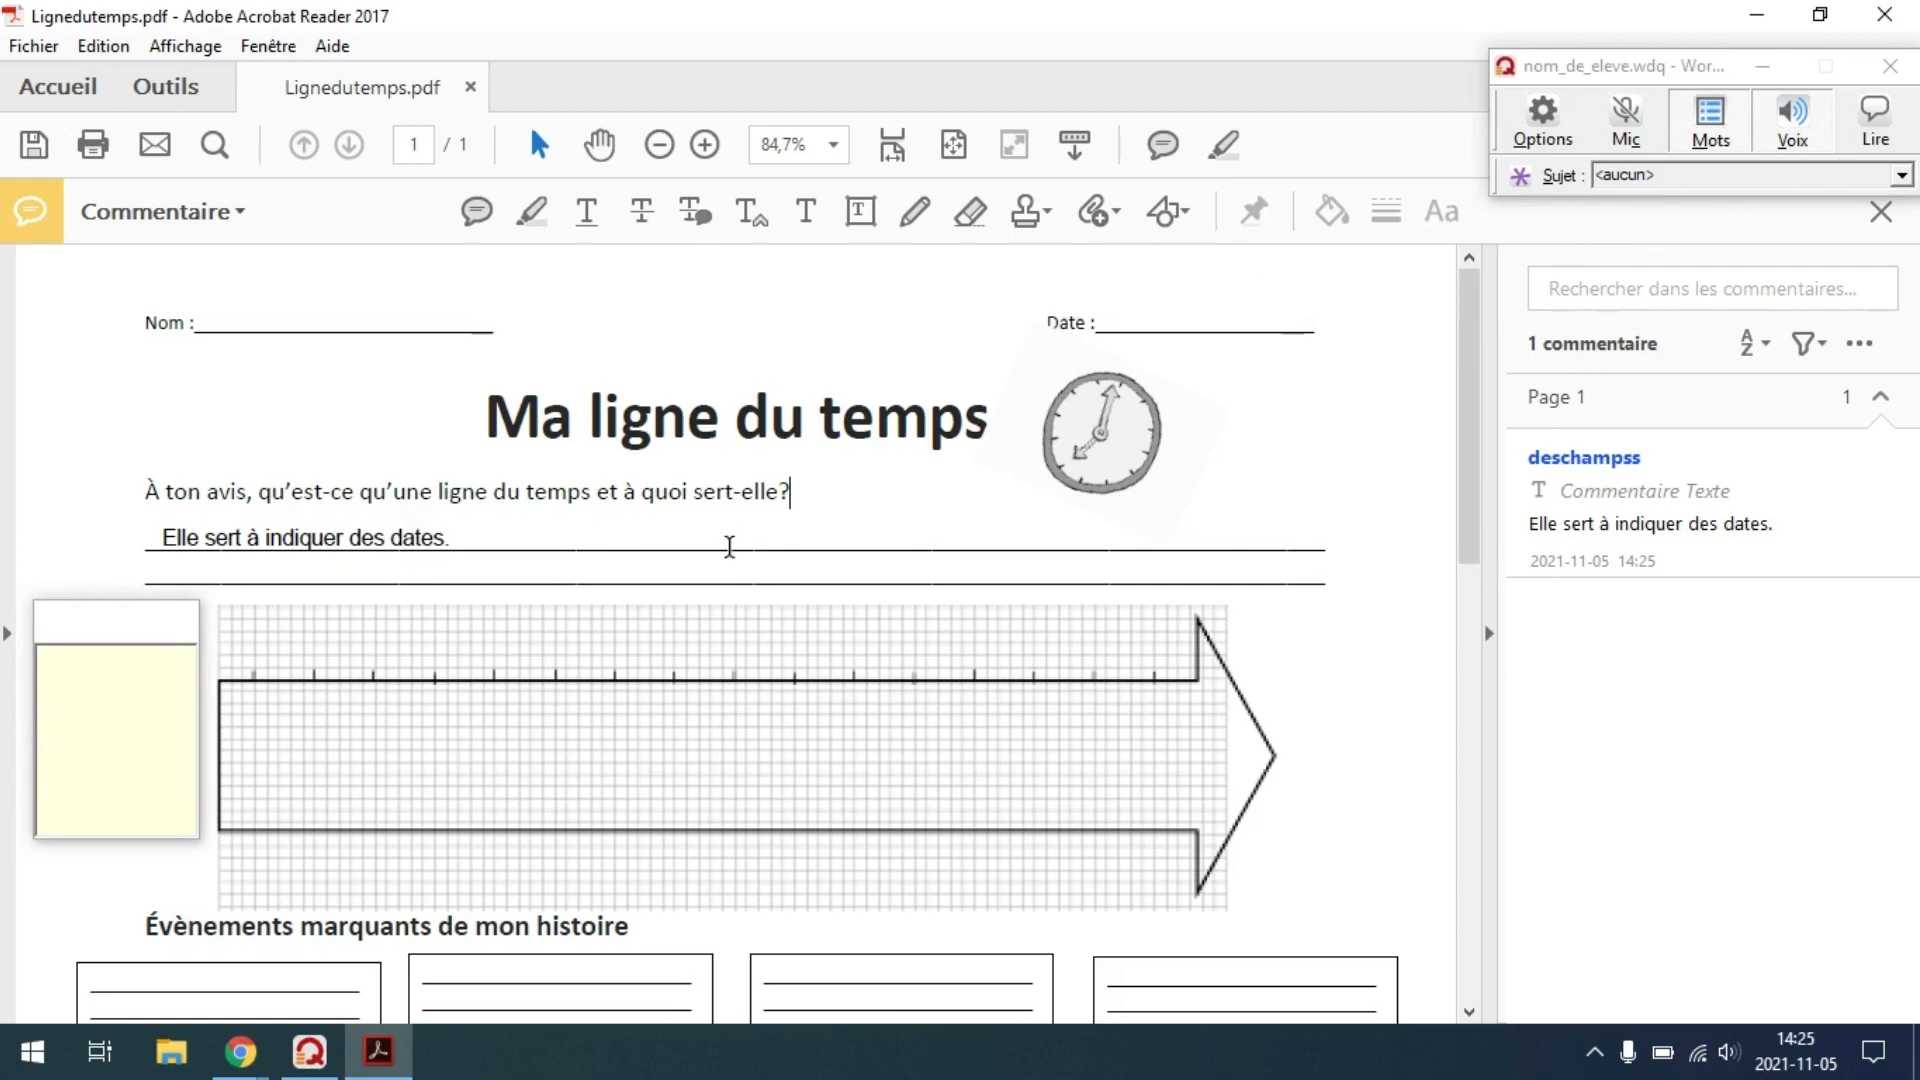 Lignedutemps.pdf - Adobe Acrobat Reader 2017
Fichier Edition Affichage Fenêtre Aide
Accueil Outils Lignedutemps.pdf
nom_de_eleve.wdq - Wor...
Options Mic Mots Voix Lire
Sujet : <aucun>
1 / 1 84,7%
Commentaire
Aa
Nom :
Date :
Ma ligne du temps
À ton avis, qu’est-ce qu’une ligne du temps et à quoi sert-elle?
Elle sert à indiquer des dates.
Évènements marquants de mon histoire
Rechercher dans les commentaires...
1 commentaire
Page 1 1
deschampss
Commentaire Texte
Elle sert à indiquer des dates.
2021-11-05 14:25
14:25
2021-11-05